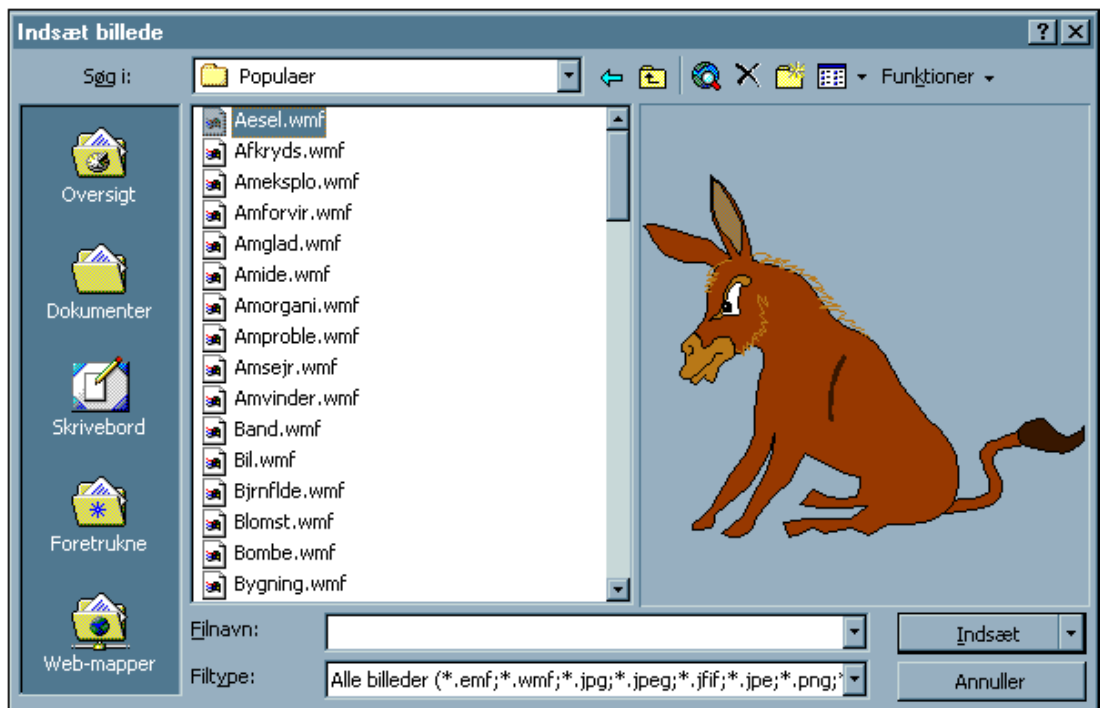 Indsæt billede
Søg i:
Populaer
Funktioner
Oversigt
Dokumenter
Skrivebord
Foretrukne
Web-mapper
Aesel.wmf
Afkryds.wmf
Ameksplo.wmf
Amforvir.wmf
Amglad.wmf
Amide.wmf
Amorgani.wmf
Amproble.wmf
Amsejr.wmf
Amvinder.wmf
Band.wmf
Bil.wmf
Bjrnflde.wmf
Blomst.wmf
Bombe.wmf
Bygning.wmf
Filnavn:
Indsæt
Filtype:
Alle billeder (*.emf;*.wmf;*.jpg;*.jpeg;*.jfif;*.jpe;*.png;*
Annuller